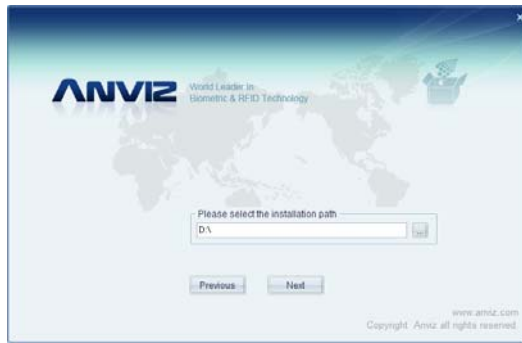 ANVIZ
World Leader in
Biometric & RFID Technology
Please select the installation path
D:\
...
Previous Next
www.anviz.com
Copyright Anviz all rights reserved.